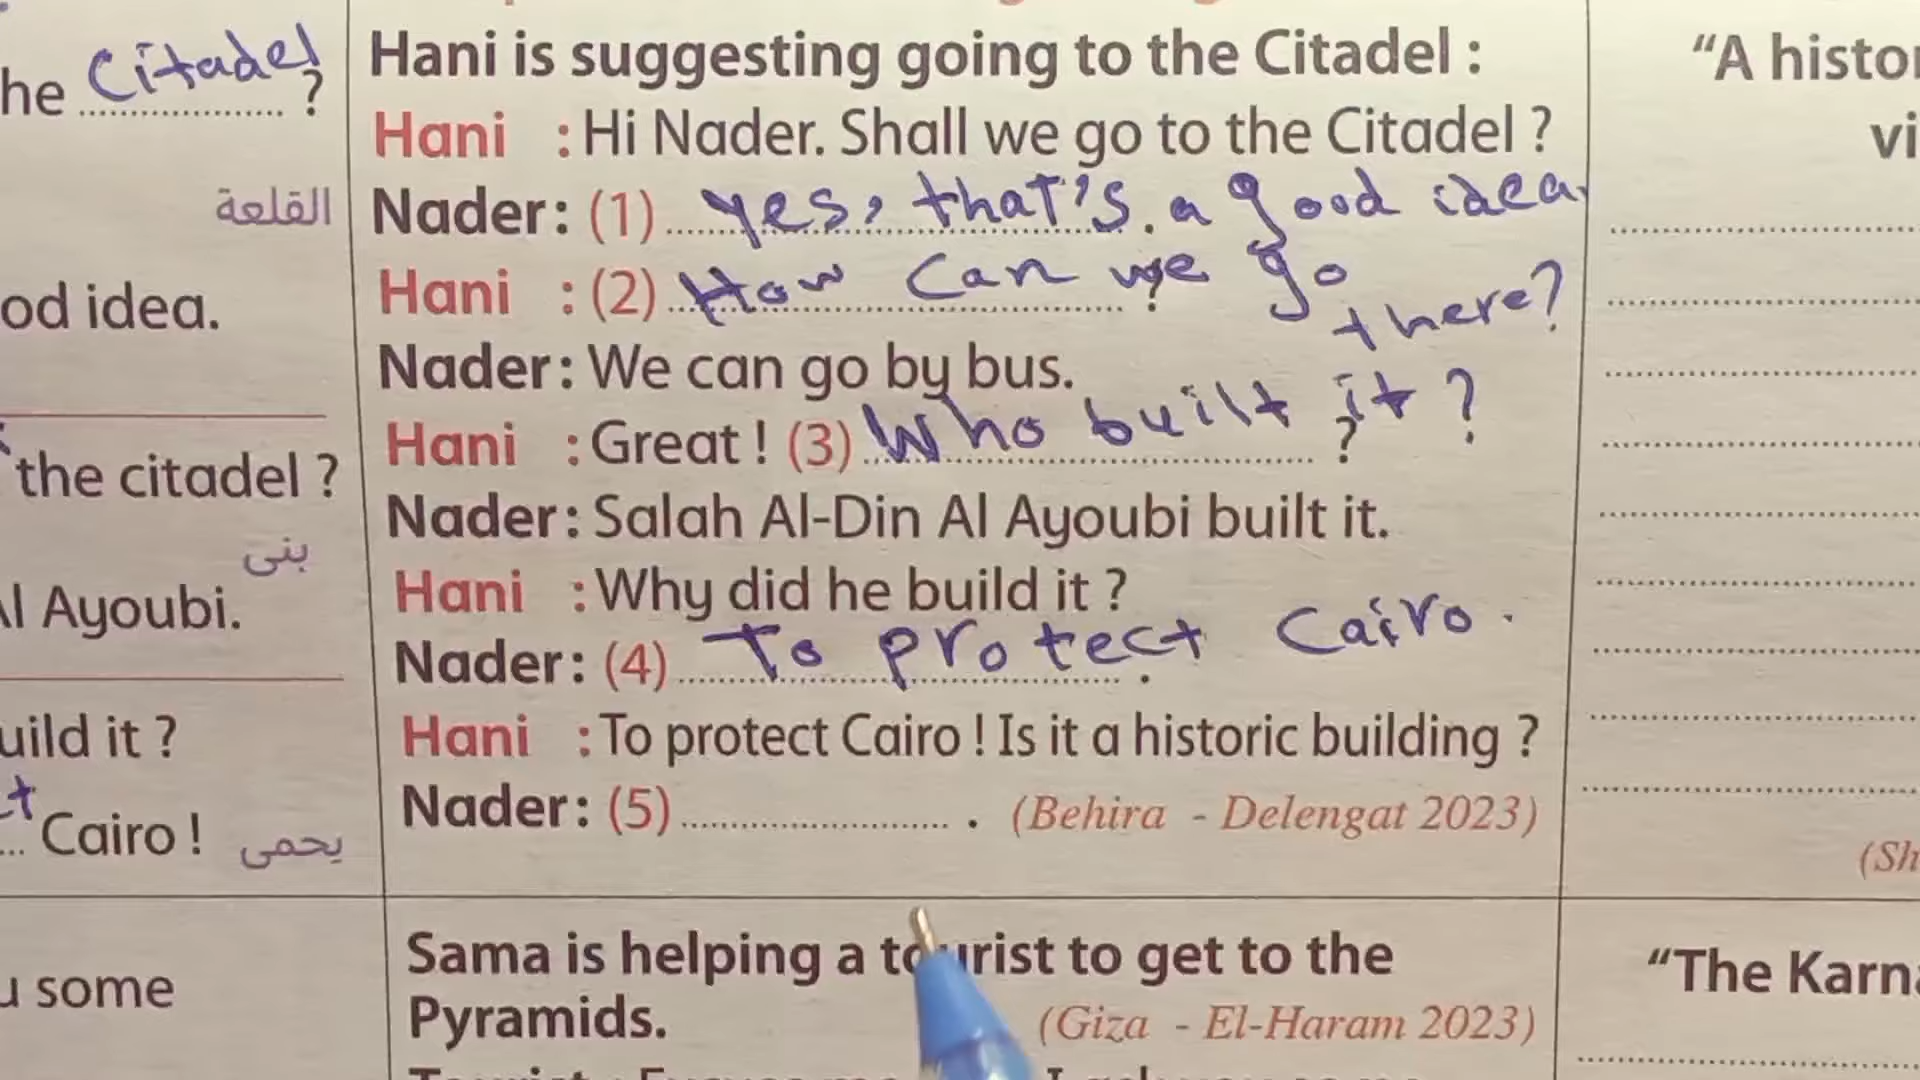 he Citadel ?
القلعة
od idea.
the citadel ?
بنى
Al Ayoubi.
uild it ?
ct
... Cairo !
يحمى
u some
Hani is suggesting going to the Citadel :
Hani : Hi Nader. Shall we go to the Citadel ?
Nader: (1) yes, that's a good idea.
Hani : (2) How can we go there? ?
Nader: We can go by bus.
Hani : Great ! (3) Who built it ? ?
Nader: Salah Al-Din Al Ayoubi built it.
Hani : Why did he build it ?
Nader: (4) To protect Cairo.
Hani : To protect Cairo ! Is it a historic building ?
Nader: (5) ........................ . (Behira - Delengat 2023)
Sama is helping a tourist to get to the
Pyramids. (Giza - El-Haram 2023)
“A histor
vi
(Sh
“The Karna